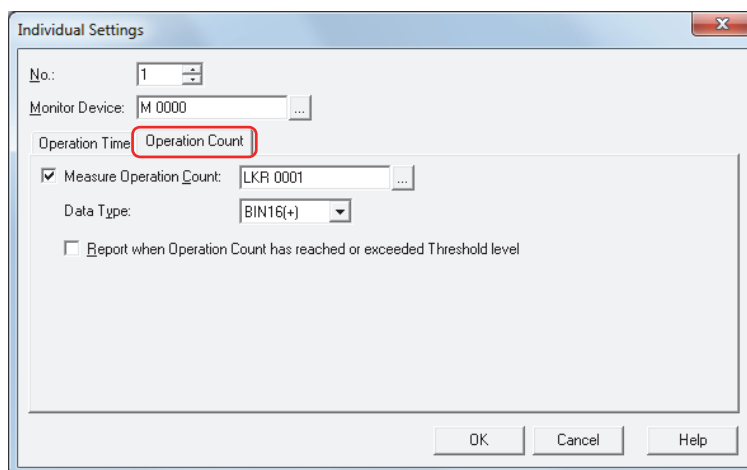 Individual Settings
No.: 1
Monitor Device: M 0000 ...
Operation Time Operation Count
Measure Operation Count: LKR 0001 ...
Data Type: BIN16(+)
Report when Operation Count has reached or exceeded Threshold level
OK Cancel Help